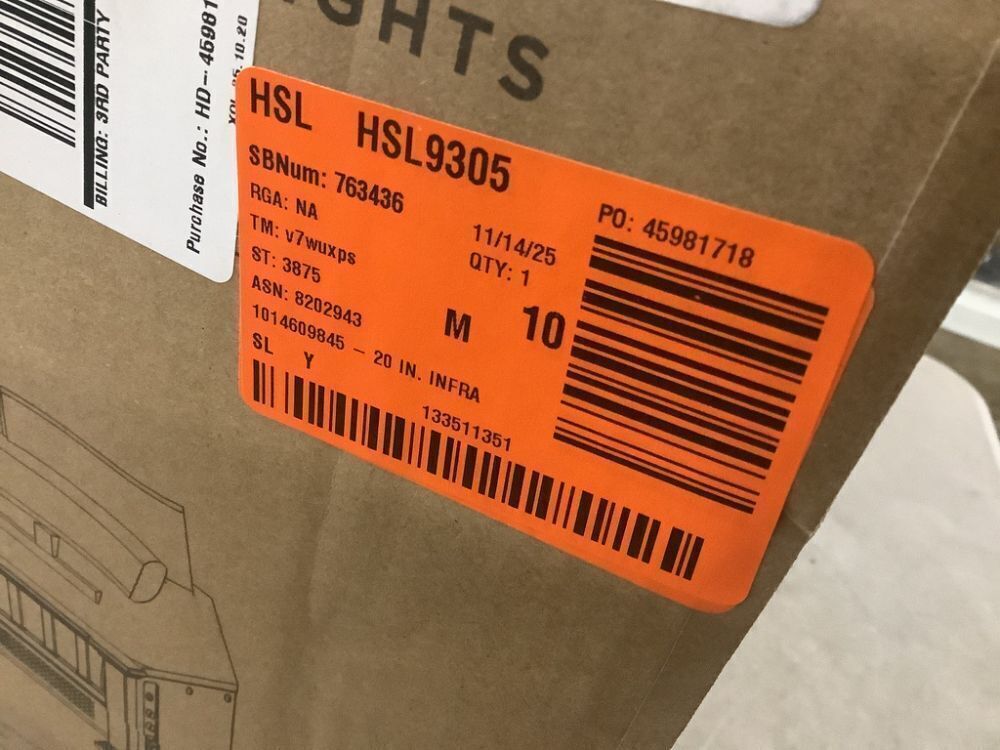 GHTS
BILLING: 3RD PARTY
Purchase No.: HD-45981
HSL HSL9305
SBNum: 763436
RGA: NA
TM: v7wuxps
ST: 3875
ASN: 8202943
1014609845 - 20 IN. INFRA
SL Y
11/14/25
QTY: 1
M 10
PO: 45981718
133511351